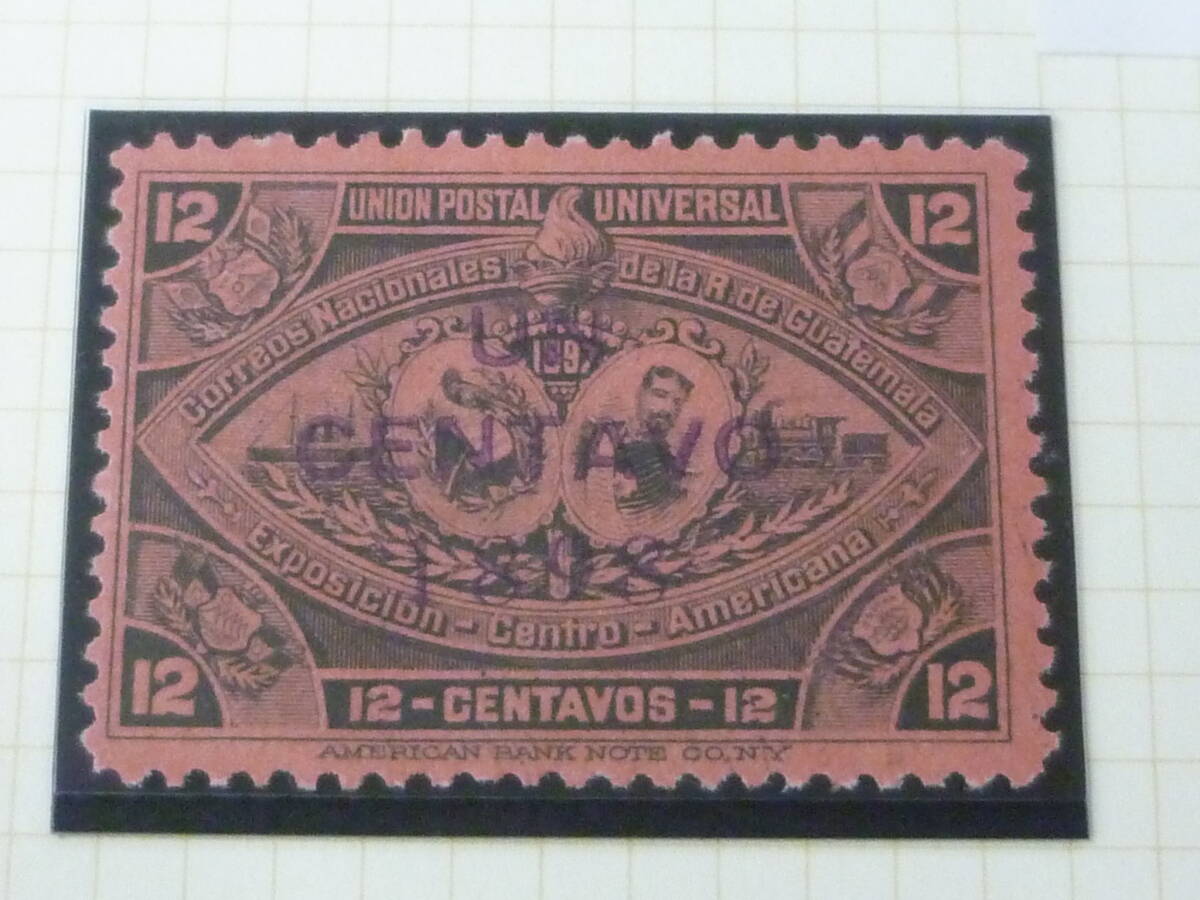 12 UNION POSTAL UNIVERSAL 12
Correos Nacionales de la R. de Guatemala
UN
1897
CENTAVO
1898
Exposicion - Centro - Americana
12 12-CENTAVOS-12 12
AMERICAN BANK NOTE CO. N.Y.